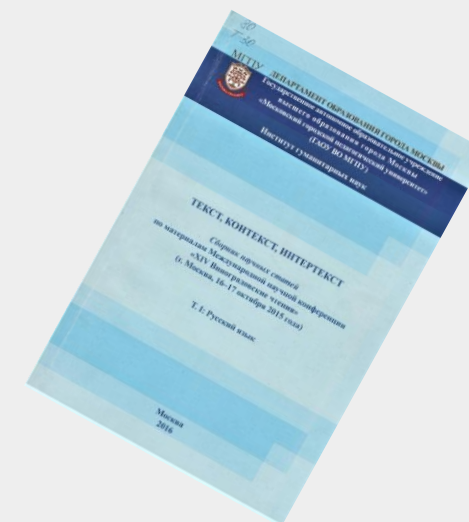 80
Т 30
МГПУ
ДЕПАРТАМЕНТ ОБРАЗОВАНИЯ ГОРОДА МОСКВЫ
Государственное автономное образовательное учреждение
высшего образования города Москвы
«Московский городской педагогический университет»
(ГАОУ ВО МГПУ)
Институт гуманитарных наук
ТЕКСТ, КОНТЕКСТ, ИНТЕРТЕКСТ
Сборник научных статей
по материалам Международной научной конференции
«XIV Виноградовские чтения»
(г. Москва, 16–17 октября 2015 года)
Т. 1: Русский язык
Москва
2016